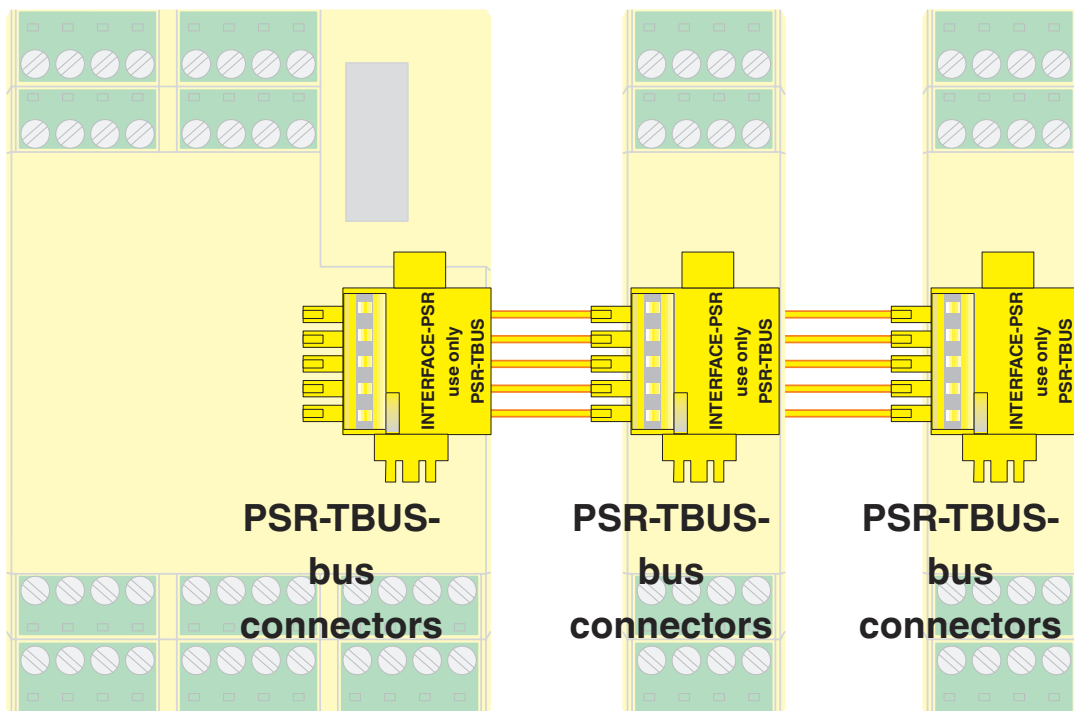 INTERFACE-PSR
use only
PSR-TBUS
INTERFACE-PSR
use only
PSR-TBUS
INTERFACE-PSR
use only
PSR-TBUS
PSR-TBUS-
bus
connectors
PSR-TBUS-
bus
connectors
PSR-TBUS-
bus
connectors